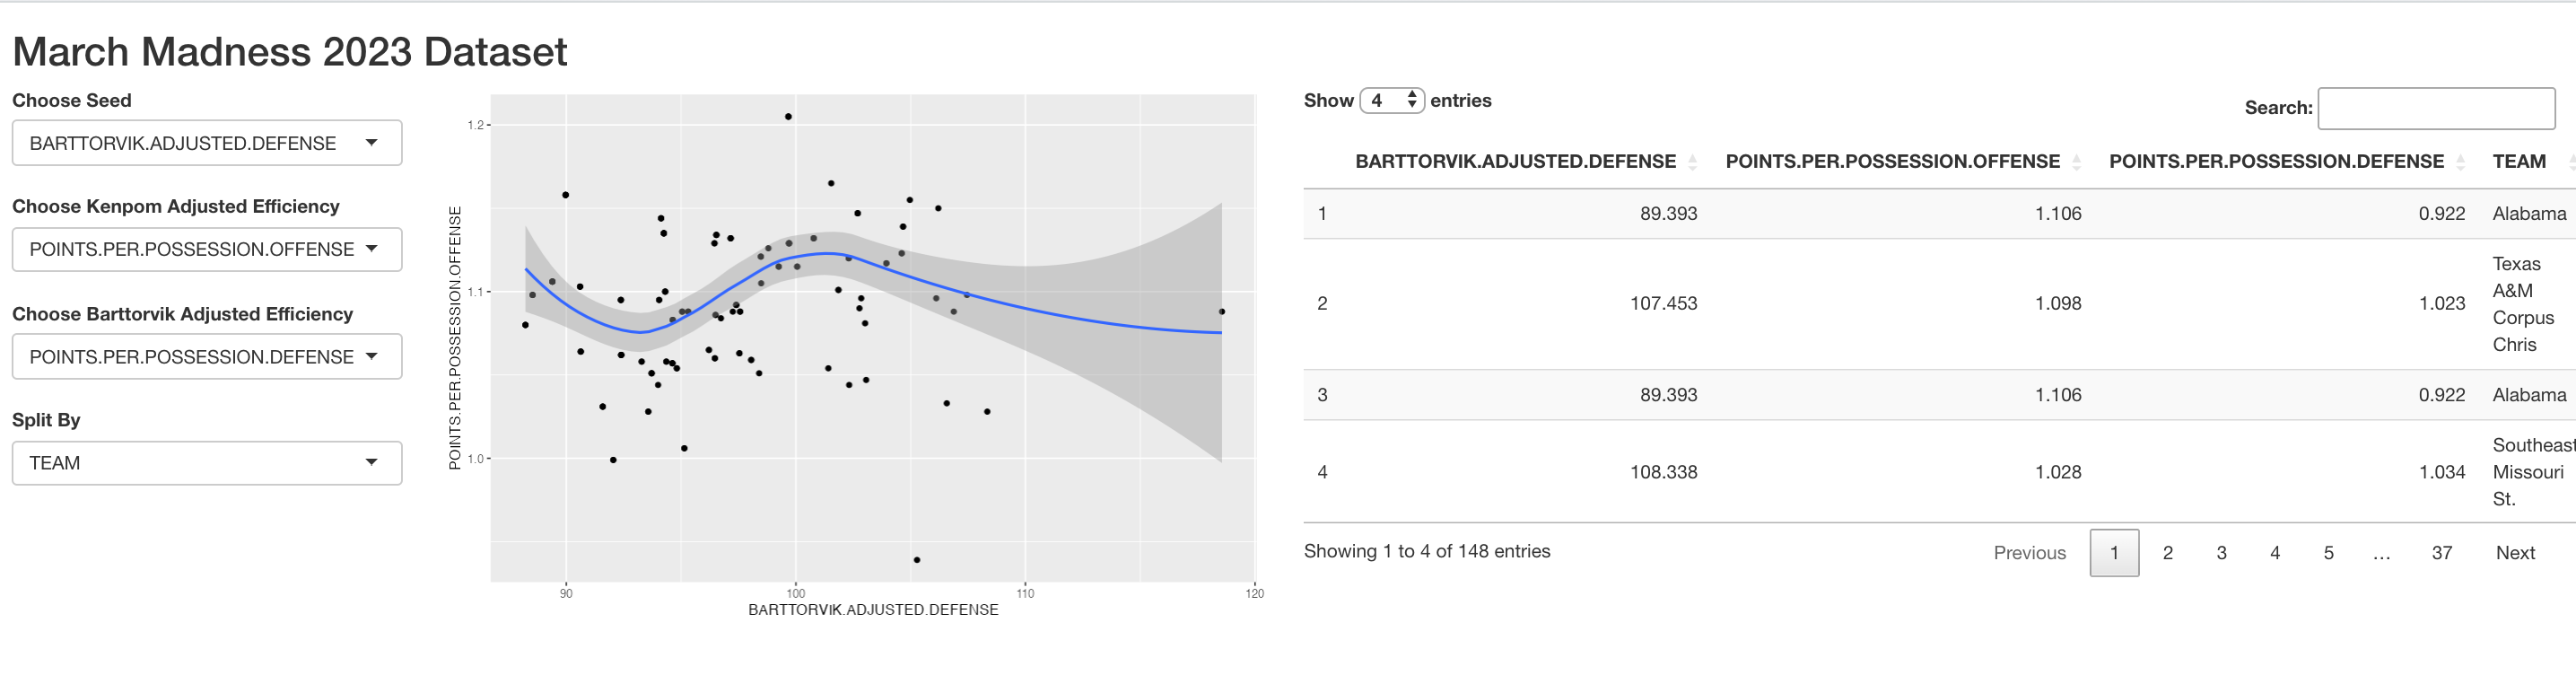 March Madness 2023 Dataset
Choose Seed
BARTTORVIK.ADJUSTED.DEFENSE
Choose Kenpom Adjusted Efficiency
POINTS.PER.POSSESSION.OFFENSE
Choose Barttorvik Adjusted Efficiency
POINTS.PER.POSSESSION.DEFENSE
Split By
TEAM
POINTS.PER.POSSESSION.OFFENSE
1.2
1.1
1.0
90 100 110 120
BARTTORVIK.ADJUSTED.DEFENSE
Show 4 entries
Search:
BARTTORVIK.ADJUSTED.DEFENSE POINTS.PER.POSSESSION.OFFENSE POINTS.PER.POSSESSION.DEFENSE TEAM
1 89.393 1.106 0.922 Alabama
2 107.453 1.098 1.023 Texas
A&M
Corpus
Chris
3 89.393 1.106 0.922 Alabama
4 108.338 1.028 1.034 Southeast
Missouri
St.
Showing 1 to 4 of 148 entries
Previous 1 2 3 4 5 … 37 Next